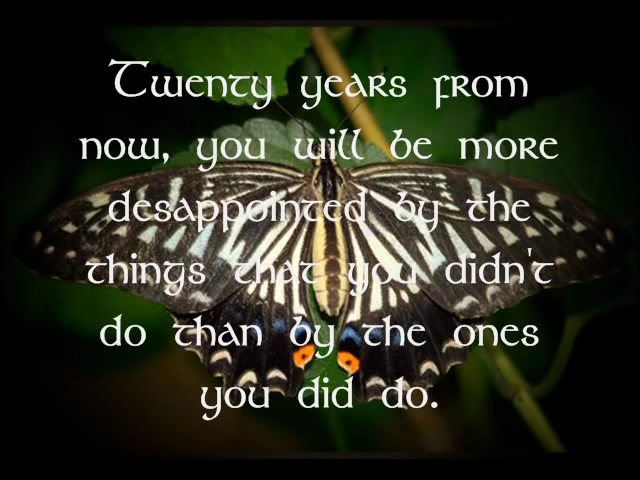 Twenty years from
now, you will be more
desappointed by the
things that you didn't
do than by the ones
you did do.